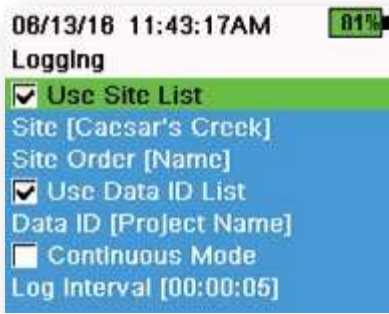 06/13/16 11:43:17AM 81%
Logging
Use Site List
Site [Caesar's Creek]
Site Order [Name]
Use Data ID List
Data ID [Project Name]
Continuous Mode
Log Interval [00:00:05]